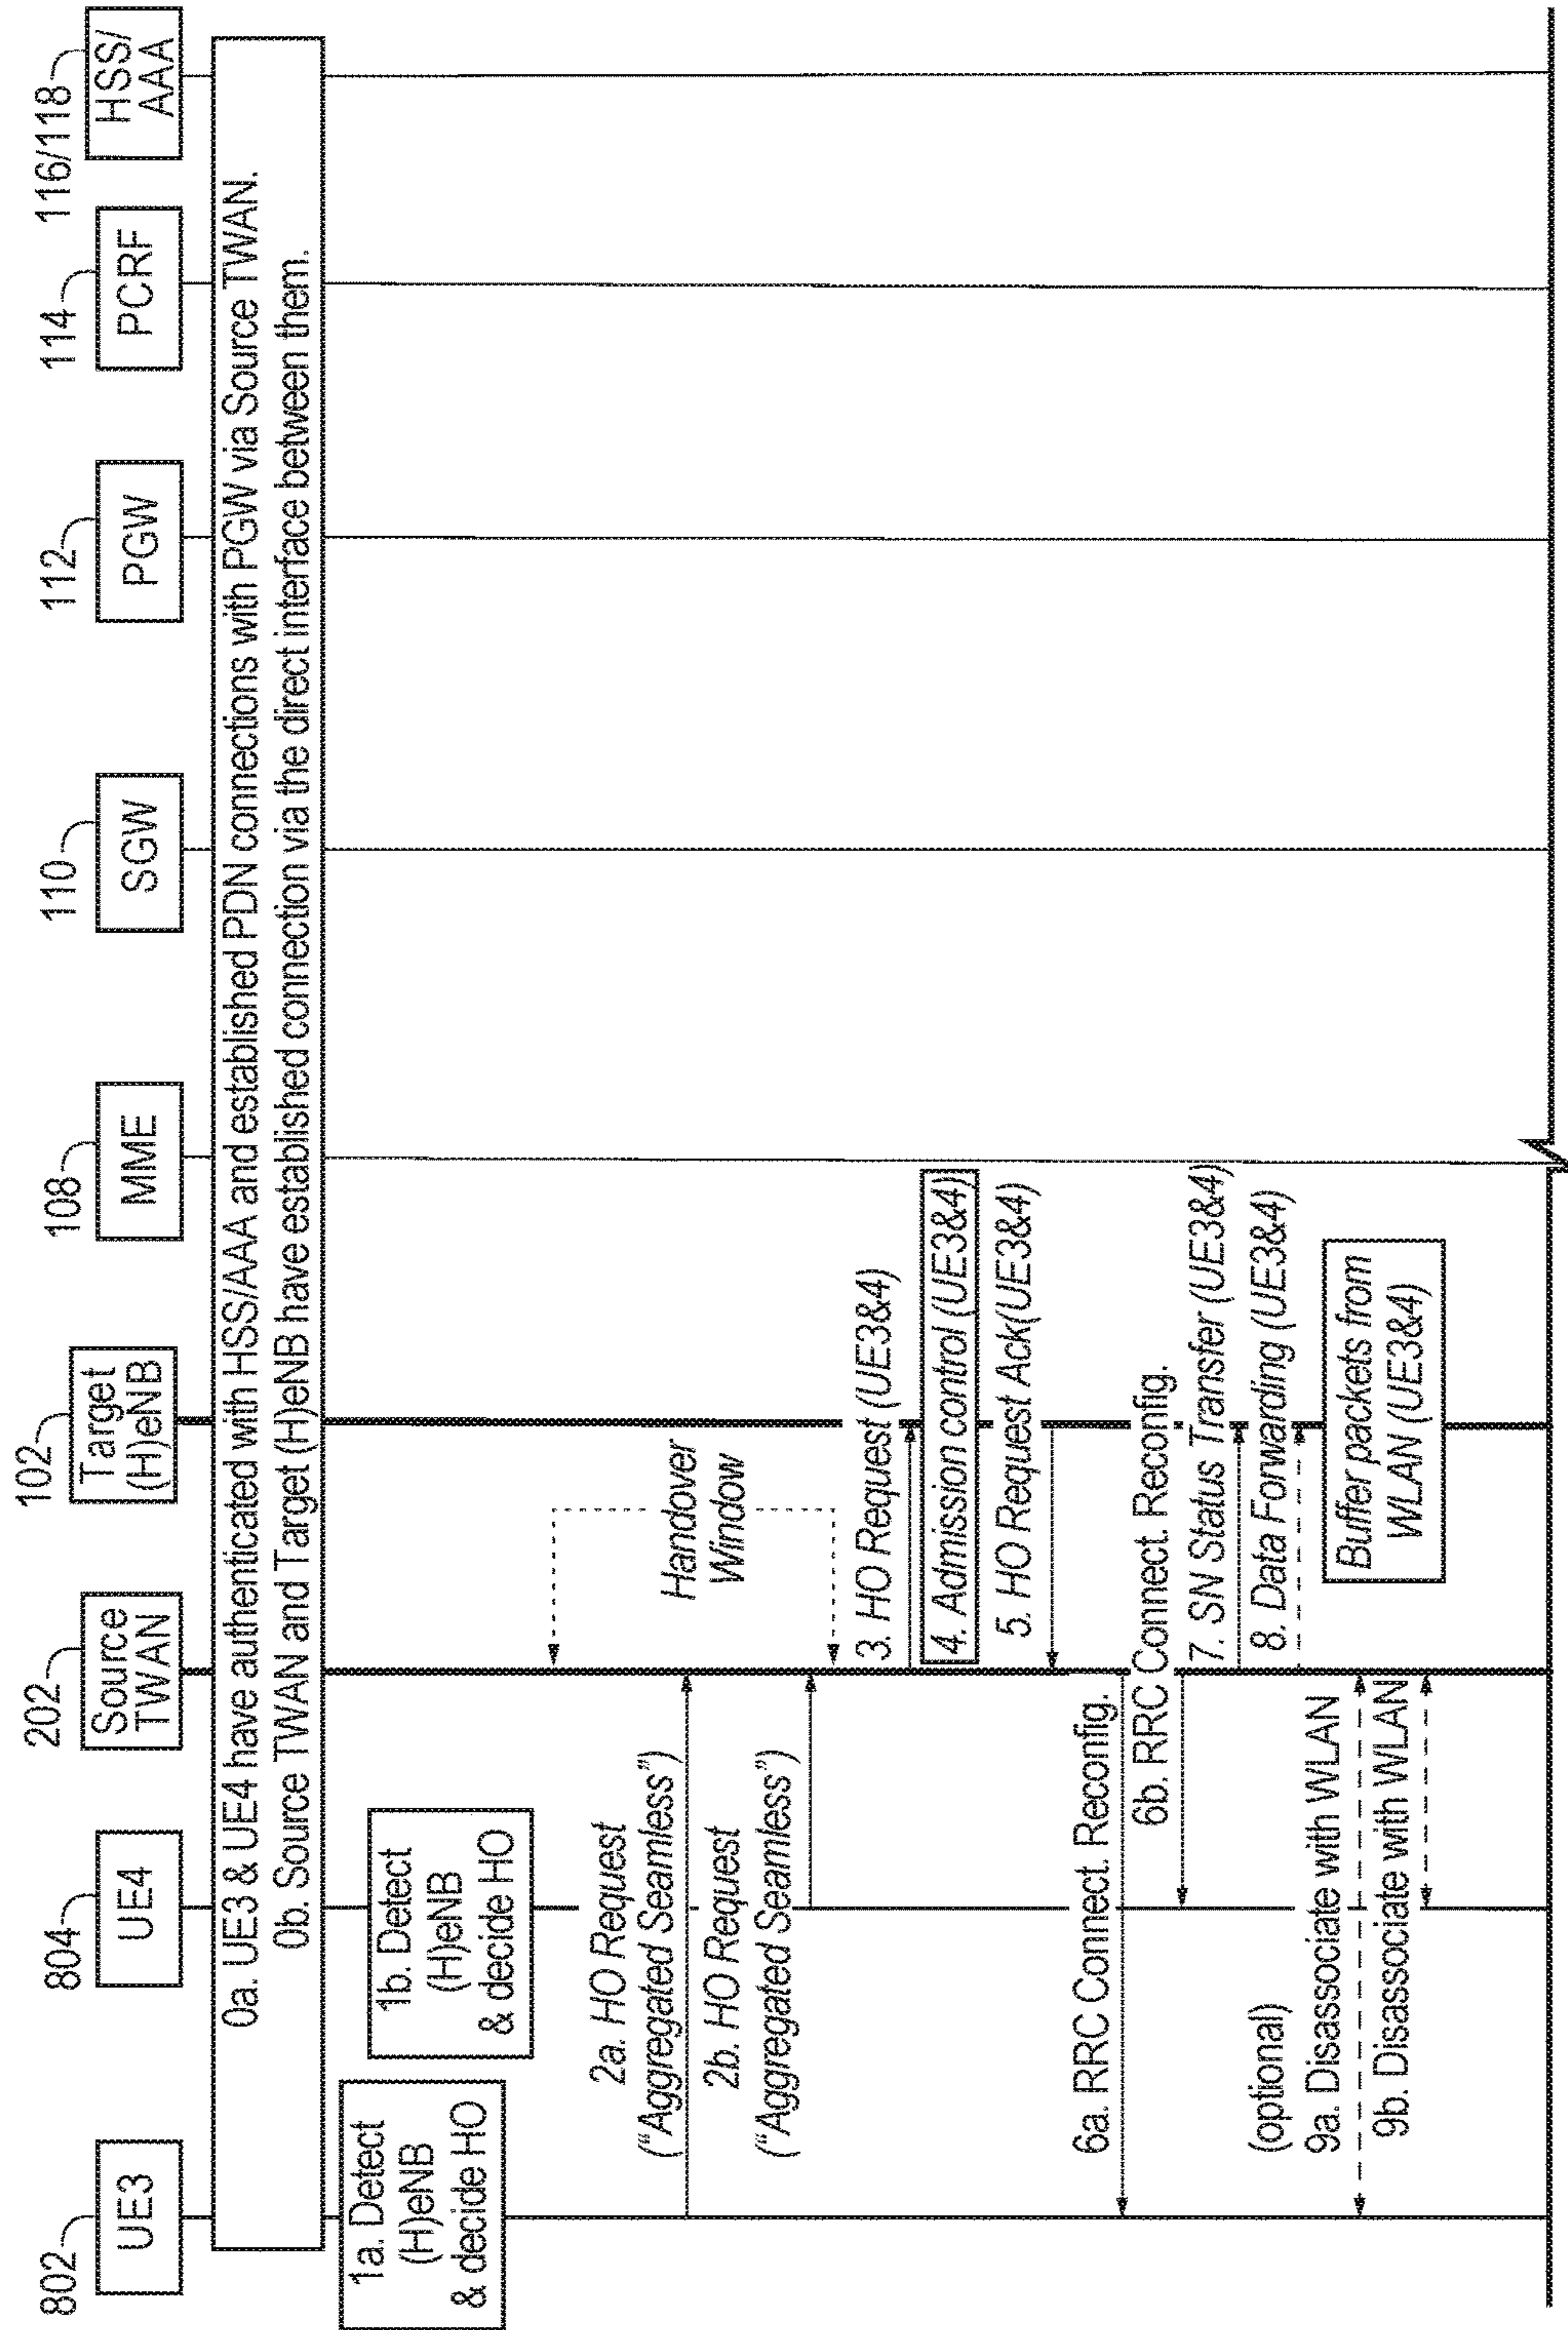 802
UE3
804
UE4
202
Source
TWAN
102
Target
(H)eNB
108
MME
110
SGW
112
PGW
114
PCRF
116/118
HSS/
AAA
0a. UE3 & UE4 have authenticated with HSS/AAA and established PDN connections with PGW via Source TWAN.
0b. Source TWAN and Target (H)eNB have established connection via the direct interface between them.
1a. Detect
(H)eNB
& decide HO
1b. Detect
(H)eNB
& decide HO
2a. HO Request
("Aggregated Seamless")
2b. HO Request
("Aggregated Seamless")
Handover
Window
3. HO Request (UE3&4)
4. Admission control (UE3&4)
5. HO Request Ack(UE3&4)
6a. RRC Connect. Reconfig.
6b. RRC Connect. Reconfig.
7. SN Status Transfer (UE3&4)
8. Data Forwarding (UE3&4)
Buffer packets from
WLAN (UE3&4)
(optional)
9a. Disassociate with WLAN
9b. Disassociate with WLAN